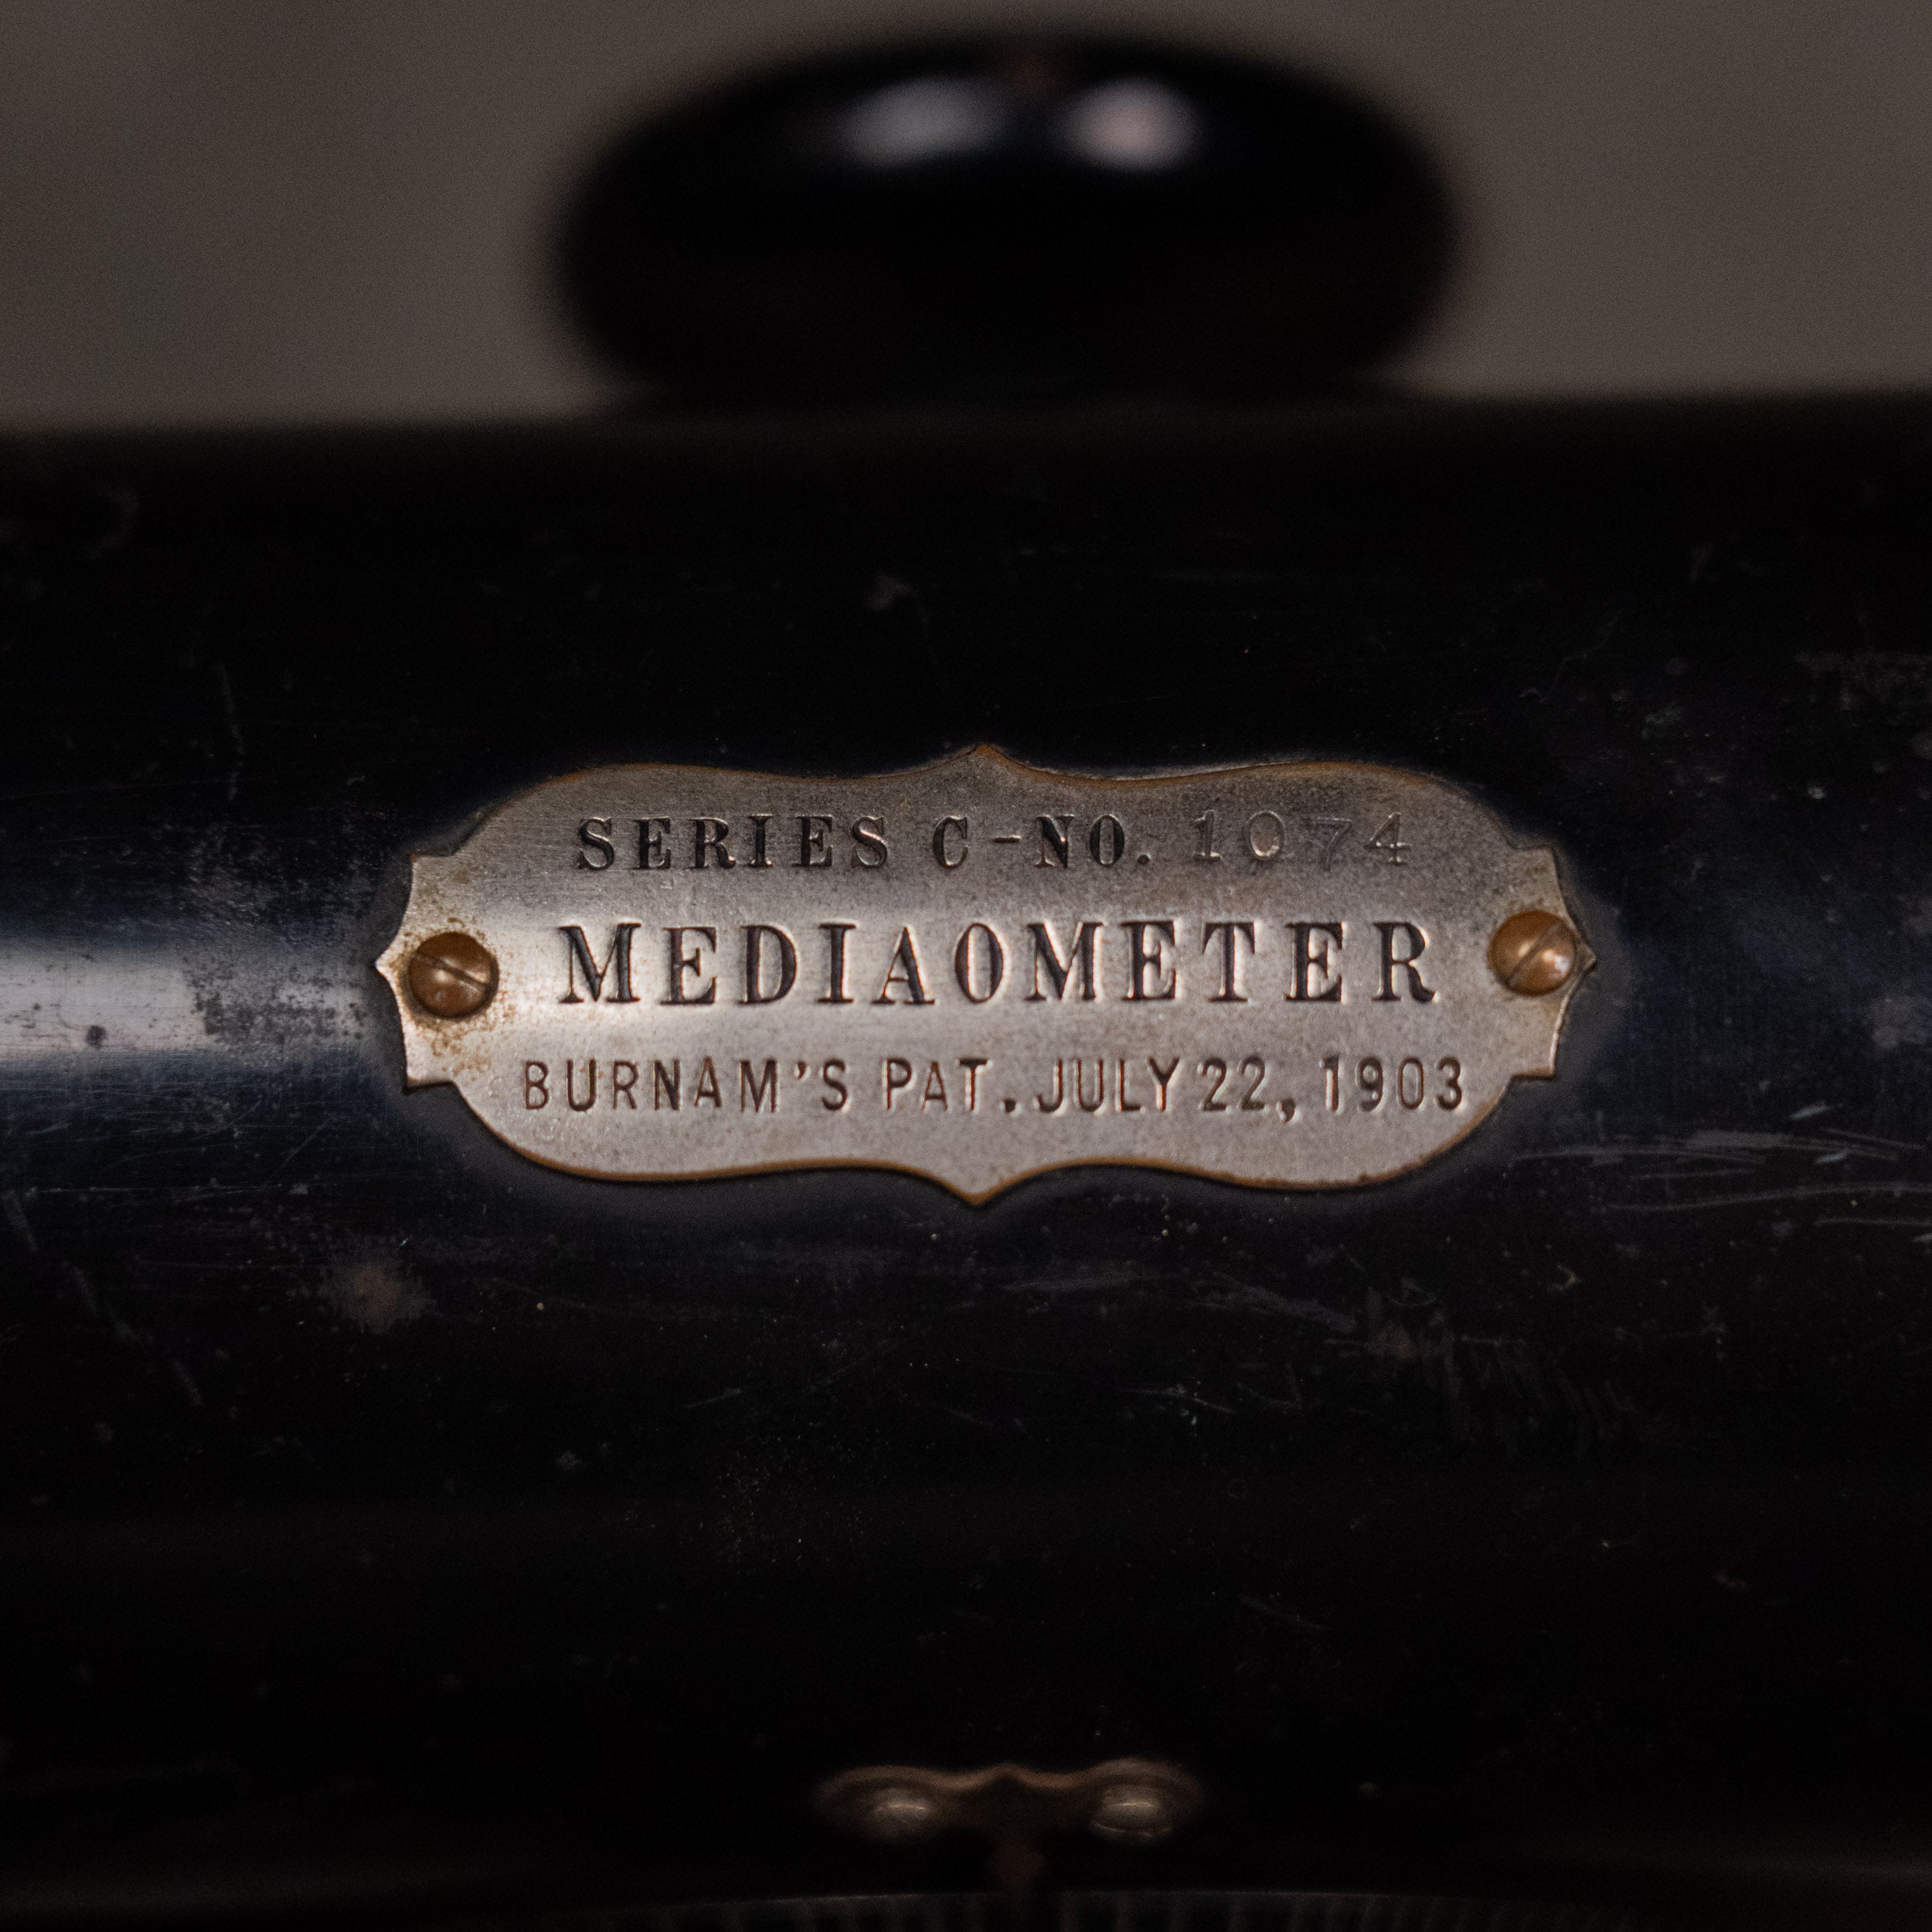 SERIES C-NO. 1074
MEDIAOMETER
BURNAM'S PAT. JULY 22, 1903